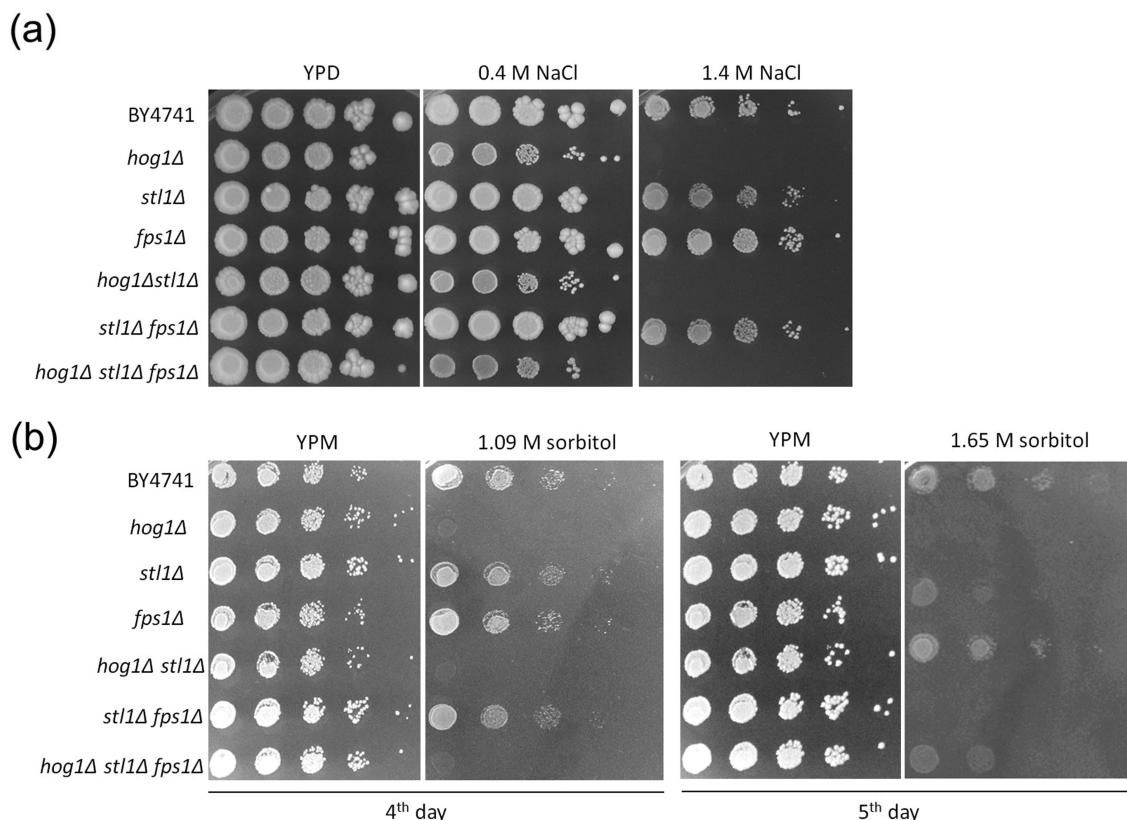 (a)
YPD 0.4 M NaCl 1.4 M NaCl
BY4741
hog1Δ
stl1Δ
fps1Δ
hog1Δstl1Δ
stl1Δ fps1Δ
hog1Δ stl1Δ fps1Δ
(b)
YPM 1.09 M sorbitol YPM 1.65 M sorbitol
BY4741
hog1Δ
stl1Δ
fps1Δ
hog1Δ stl1Δ
stl1Δ fps1Δ
hog1Δ stl1Δ fps1Δ
4th day 5th day